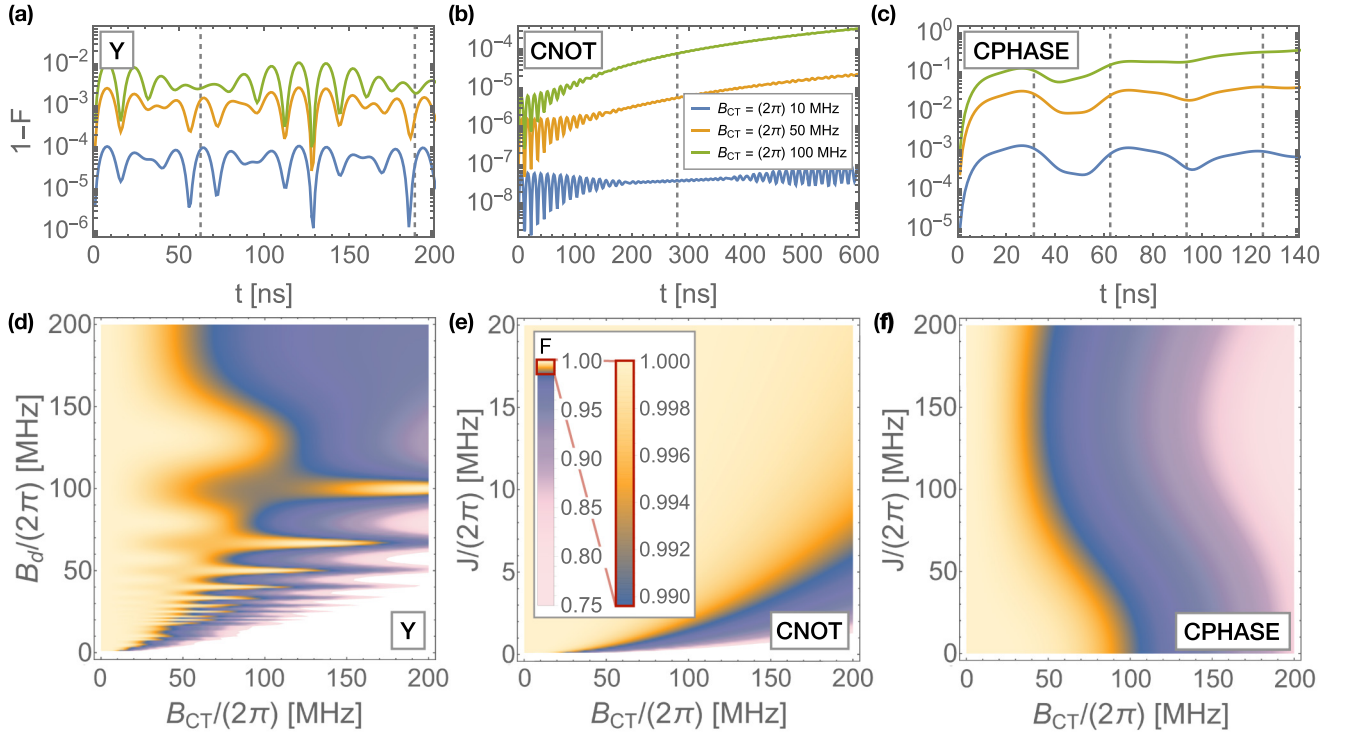 (a)
Y
1−F
10⁻²
10⁻³
10⁻⁴
10⁻⁵
10⁻⁶
0 50 100 150 200
t [ns]
(b)
CNOT
10⁻⁴
10⁻⁵
10⁻⁶
10⁻⁷
10⁻⁸
B_CT = (2π) 10 MHz
B_CT = (2π) 50 MHz
B_CT = (2π) 100 MHz
0 100 200 300 400 500 600
t [ns]
(c)
CPHASE
10⁰
10⁻¹
10⁻²
10⁻³
10⁻⁴
10⁻⁵
0 20 40 60 80 100 120 140
t [ns]
(d)
B_d/(2π) [MHz]
200
150
100
50
0
Y
0 50 100 150 200
B_CT/(2π) [MHz]
(e)
J/(2π) [MHz]
20
15
10
5
0
F
1.00
0.95
0.90
0.85
0.80
0.75
1.000
0.998
0.996
0.994
0.992
0.990
CNOT
0 50 100 150 200
B_CT/(2π) [MHz]
(f)
J/(2π) [MHz]
200
150
100
50
0
CPHASE
0 50 100 150 200
B_CT/(2π) [MHz]